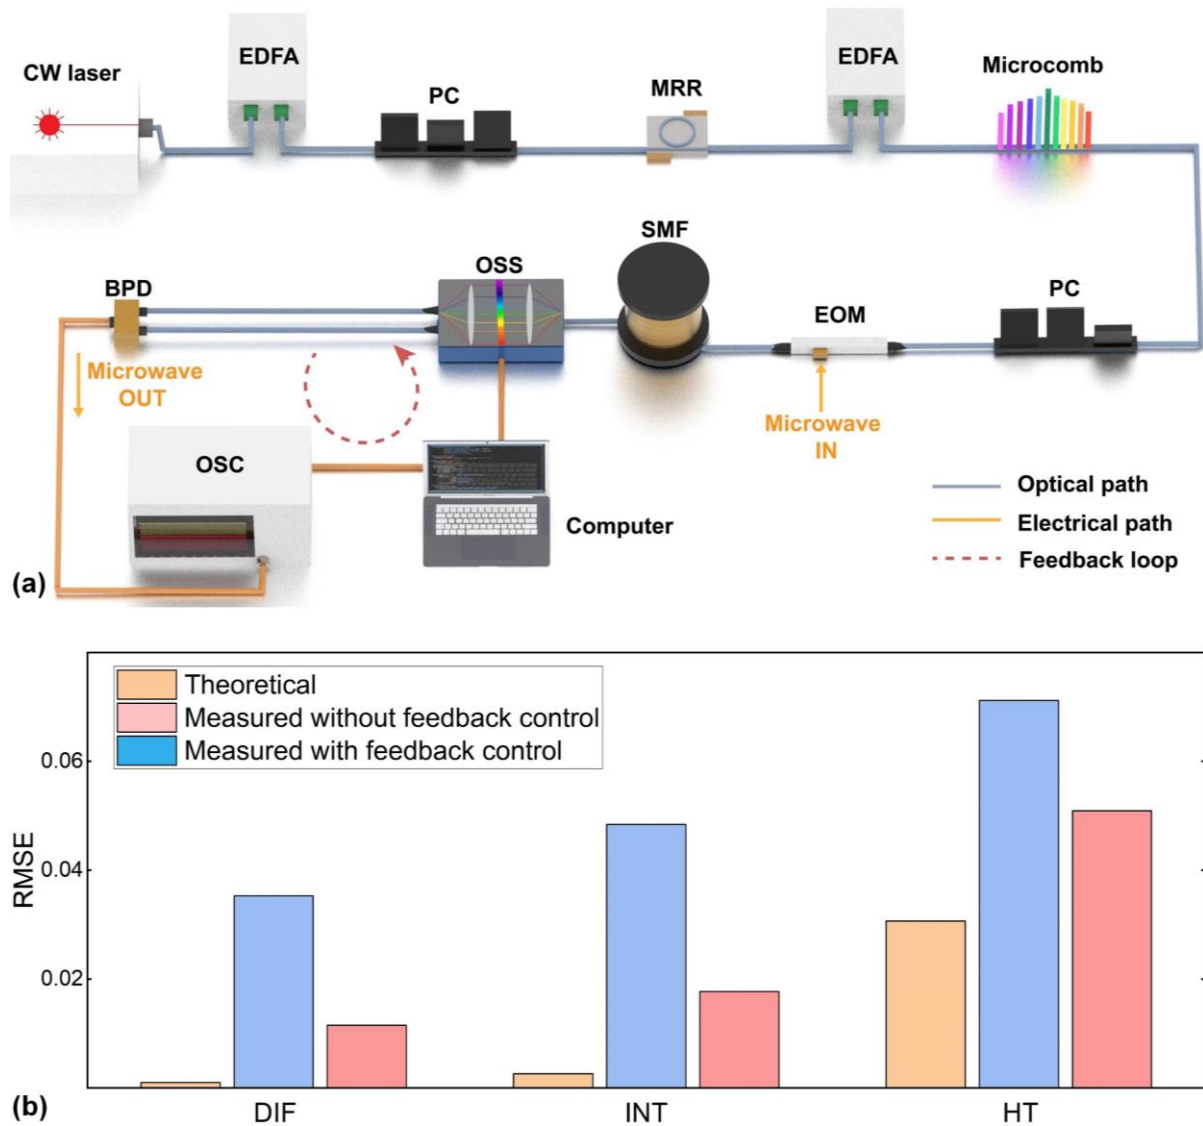 CW laser
EDFA
PC
MRR
EDFA
Microcomb
BPD
OSS
SMF
EOM
PC
Microwave
OUT
Microwave
IN
OSC
Computer
Optical path
Electrical path
Feedback loop
(a)
Theoretical
Measured without feedback control
Measured with feedback control
RMSE
0.06
0.04
0.02
DIF
INT
HT
(b)